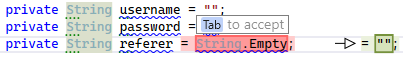 private String username = "";
Tab to accept
private String password = 
private String referer = String.Empty; = "";